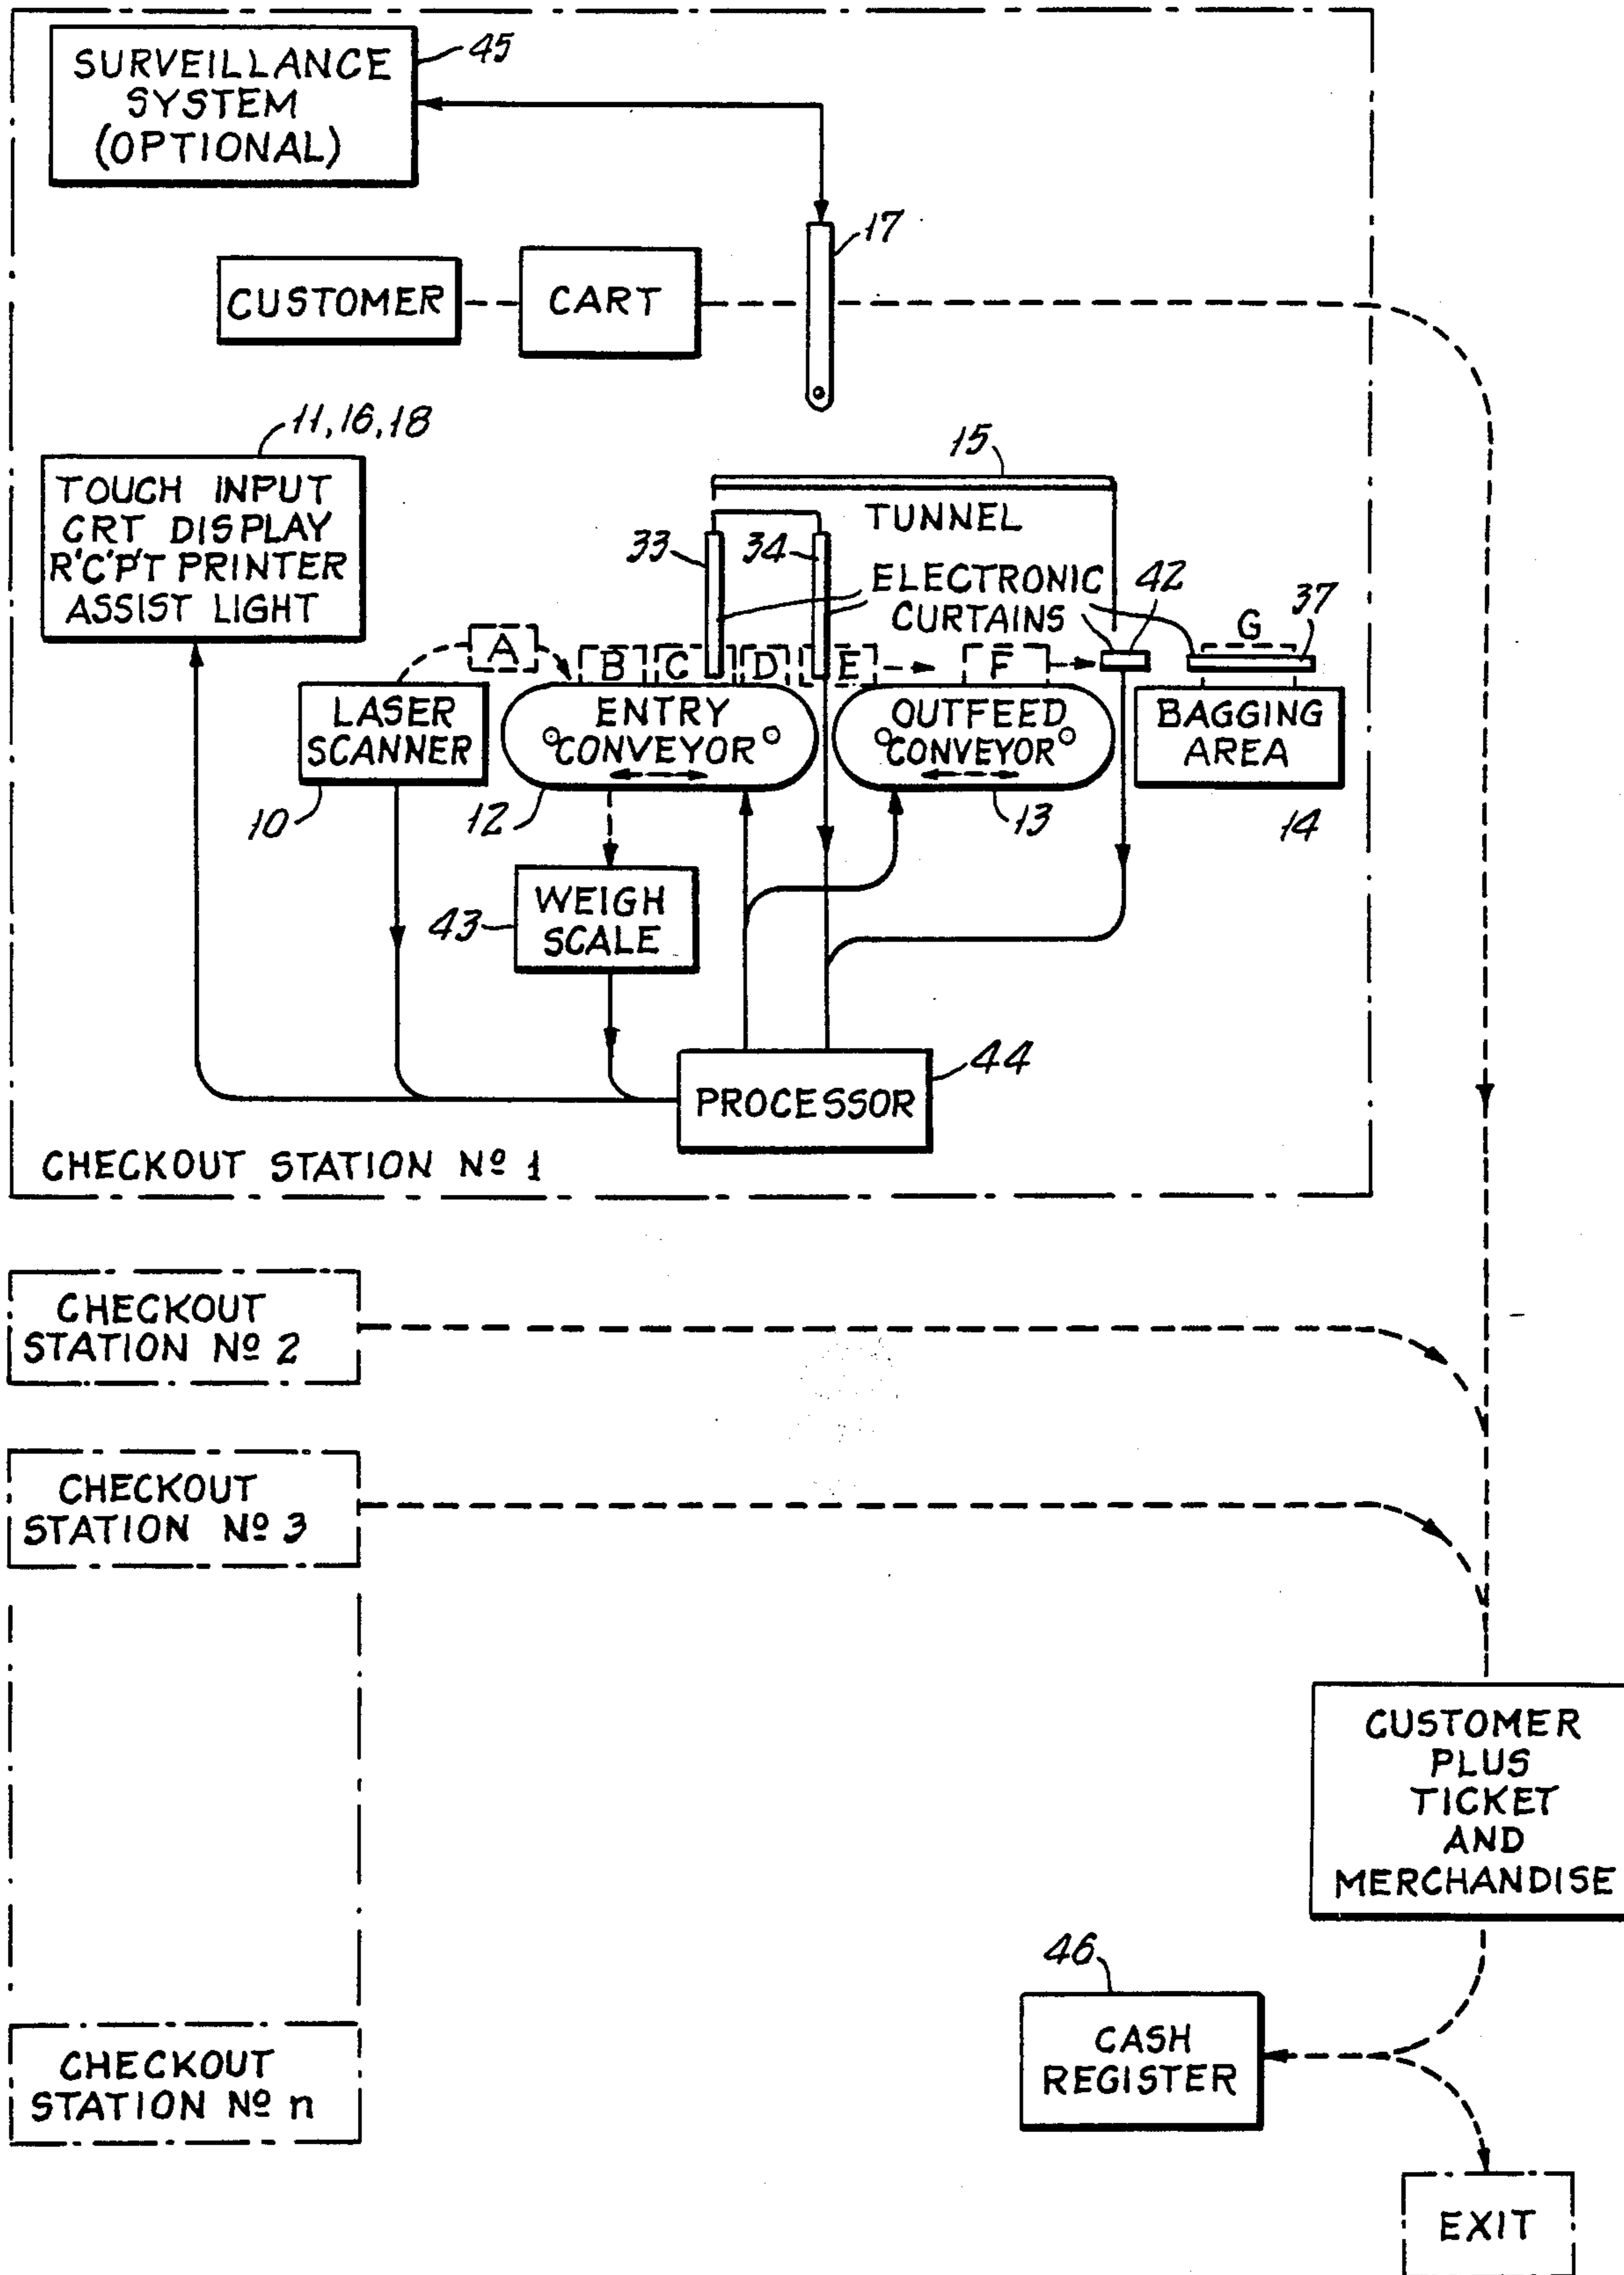 45
SURVEILLANCE
SYSTEM
(OPTIONAL)
17
CUSTOMER
CART
11, 16, 18
TOUCH INPUT
CRT DISPLAY
R'C'P'T PRINTER
ASSIST LIGHT
15
TUNNEL
33
34
ELECTRONIC
CURTAINS
42
37
A
B
C
D
E
F
G
LASER
SCANNER
ENTRY
CONVEYOR
OUTFEED
CONVEYOR
BAGGING
AREA
10
12
13
14
43
WEIGH
SCALE
44
PROCESSOR
CHECKOUT STATION Nº 1
CHECKOUT
STATION Nº 2
CHECKOUT
STATION Nº 3
CUSTOMER
PLUS
TICKET
AND
MERCHANDISE
46
CASH
REGISTER
CHECKOUT
STATION Nº n
EXIT